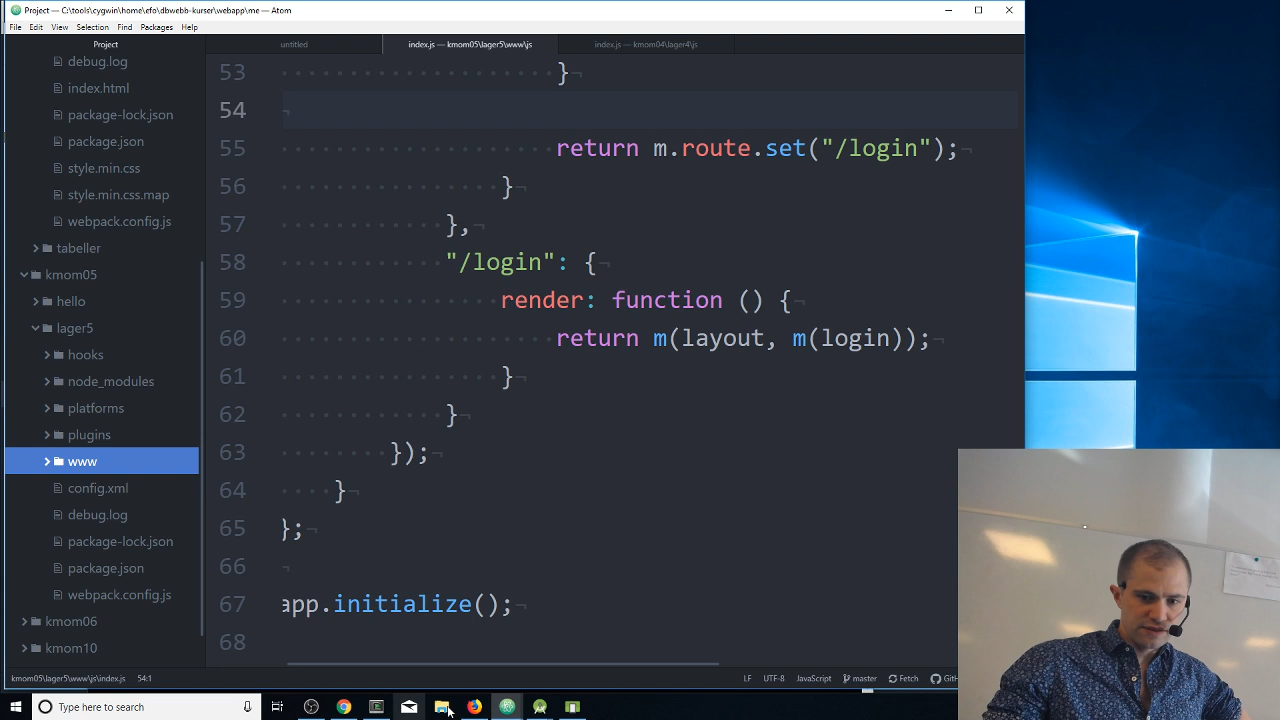 Project — C:\tools\cygwin\home\efo\dbwebb-kurser\webapp\me — Atom
File Edit View Selection Find Packages Help
Project
untitled
index.js — kmom05\lager5\www\js
index.js — kmom04\lager4\js
debug.log
index.html
package-lock.json
package.json
style.min.css
style.min.css.map
webpack.config.js
tabeller
kmom05
hello
lager5
hooks
node_modules
platforms
plugins
www
config.xml
debug.log
package-lock.json
package.json
webpack.config.js
kmom06
kmom10
53 }
54
55 return m.route.set("/login");
56 }
57 },
58 "/login": {
59 render: function () {
60 return m(layout, m(login));
61 }
62 }
63 });
64 }
65 };
66
67 app.initialize();
68
kmom05\lager5\www\js\index.js 54:1
LF UTF-8 JavaScript master Fetch
Type here to search